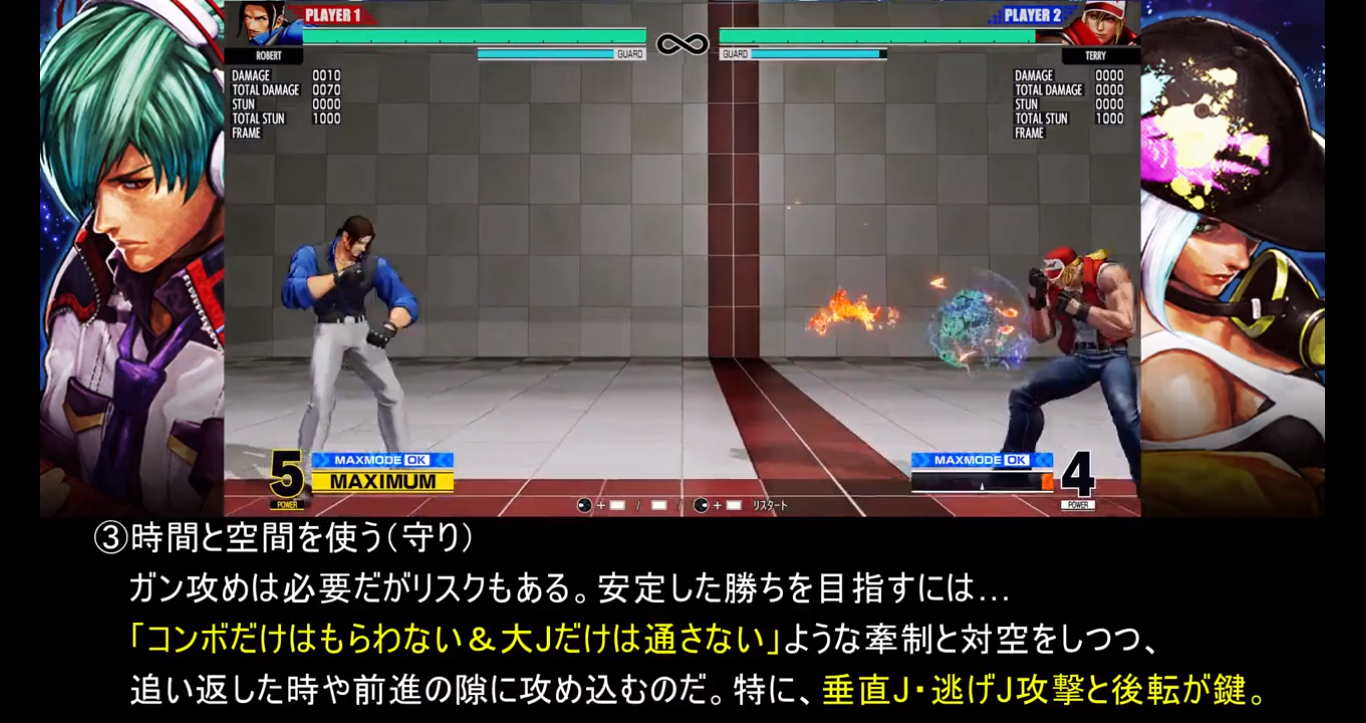 PLAYER 1
PLAYER 2
ROBERT
GUARD
GUARD
TERRY
DAMAGE 0010
TOTAL DAMAGE 0070
STUN 0000
TOTAL STUN 1000
FRAME
DAMAGE 0000
TOTAL DAMAGE 0000
STUN 0000
TOTAL STUN 1000
FRAME
5
POWER
MAXMODE OK
MAXIMUM
MAXMODE OK
4
POWER
+ / / + リスタート
③時間と空間を使う(守り)
ガン攻めは必要だがリスクもある。安定した勝ちを目指すには…
「コンボだけはもらわない&大Jだけは通さない」ような牽制と対空をしつつ、
追い返した時や前進の隙に攻め込むのだ。特に、垂直J・逃げJ攻撃と後転が鍵。